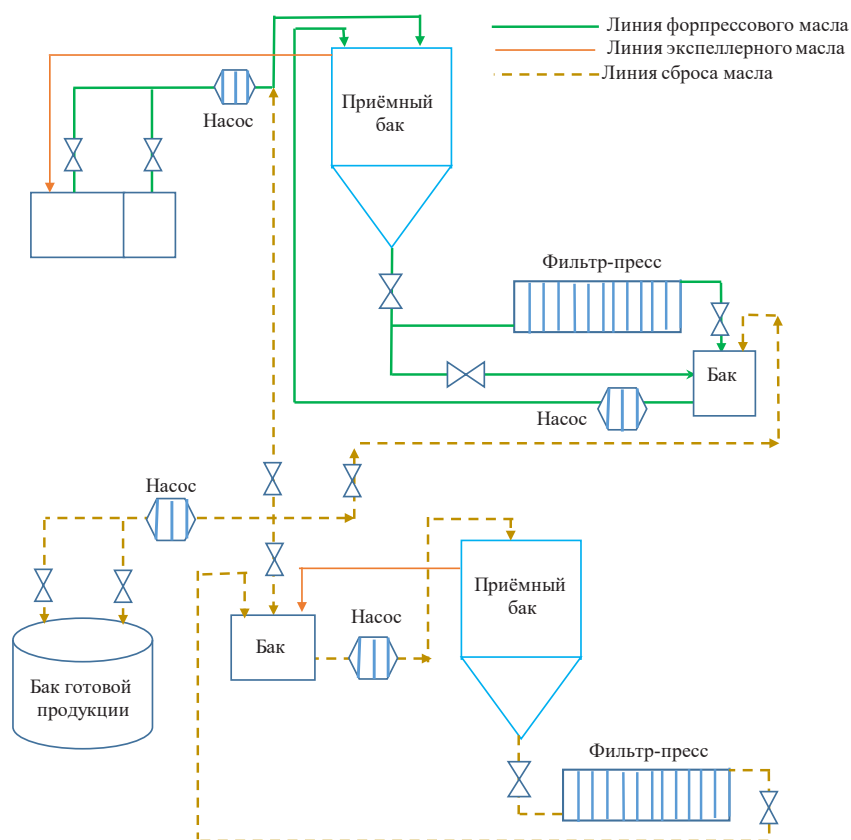 Линия форпрессового масла
Линия экспеллерного масла
Линия сброса масла
Насос
Приёмный
бак
Фильтр-пресс
Бак
Насос
Насос
Приёмный
бак
Насос
Бак
Бак готовой
продукции
Фильтр-пресс